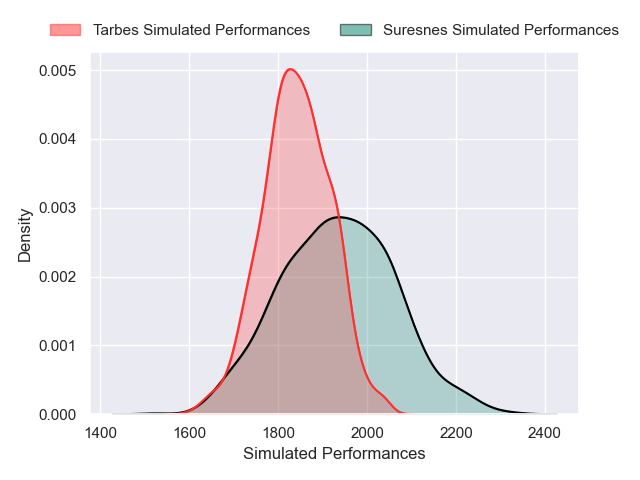 Tarbes Simulated Performances Suresnes Simulated Performances
0.005
0.004
0.003
0.002
0.001
0.000
Density
1400 1600 1800 2000 2200 2400
Simulated Performances